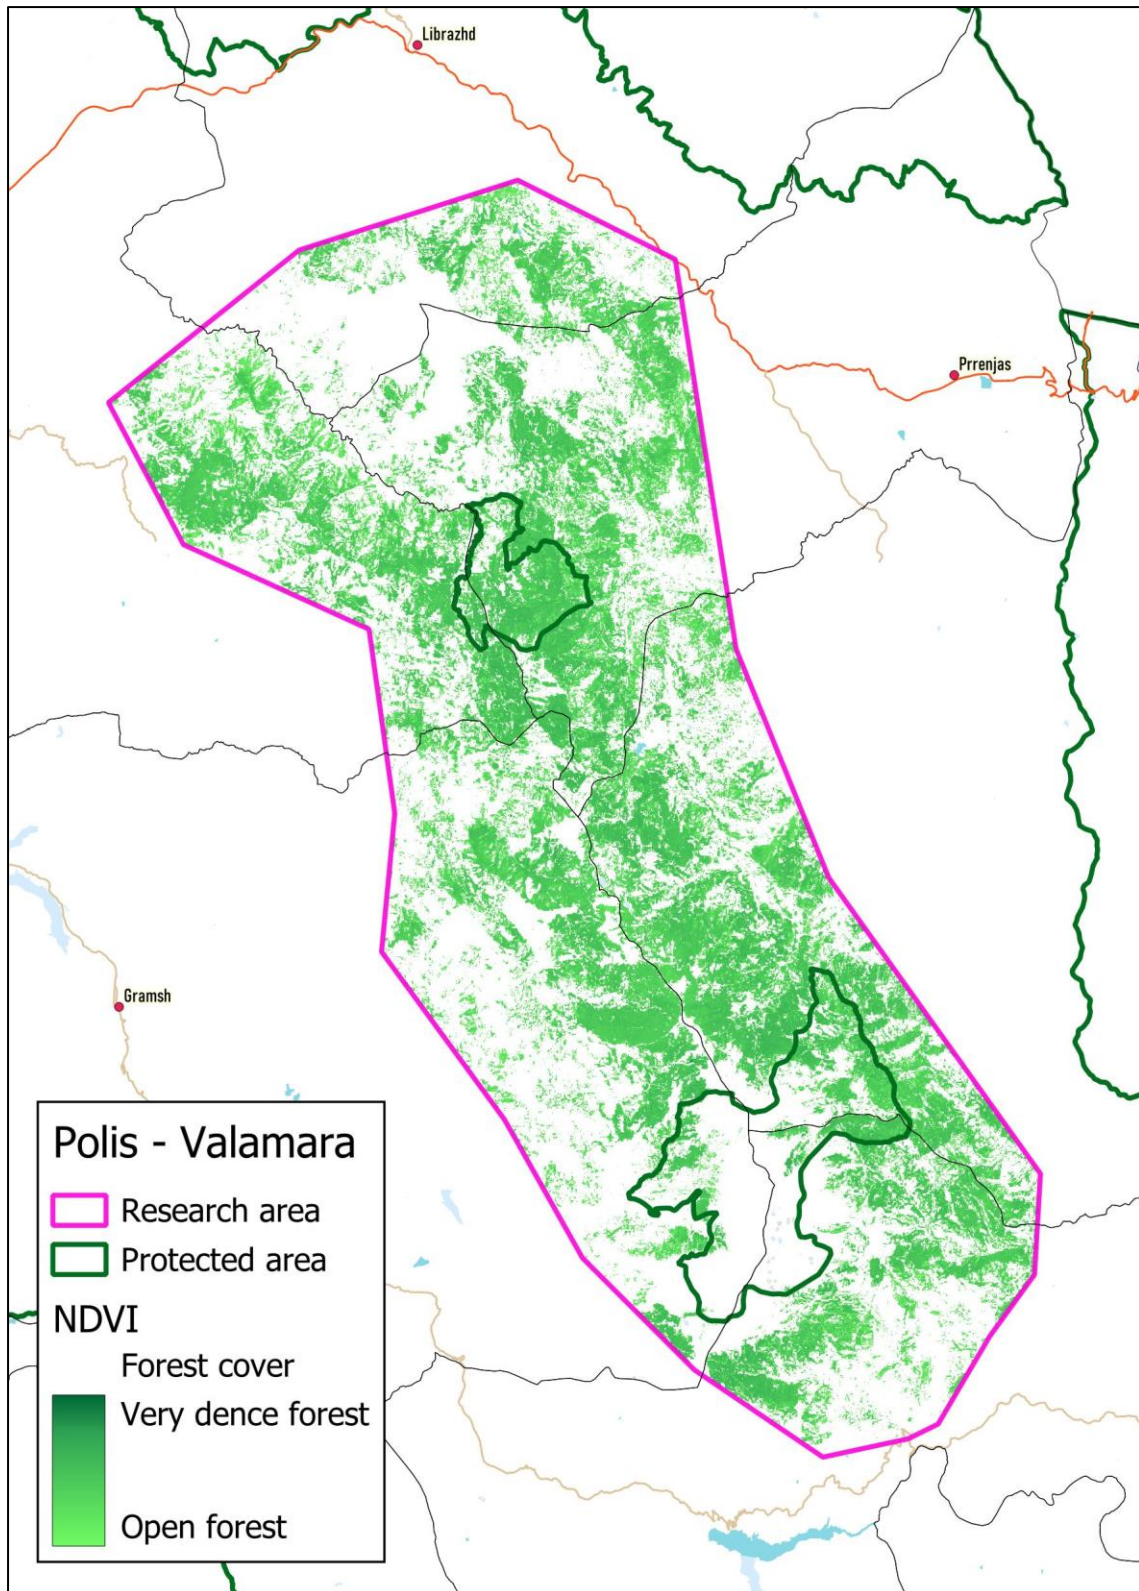 Librazhd
Prrenjas
Gramsh
Polis - Valamara
Research area
Protected area
NDVI
Forest cover
Very dence forest
Open forest